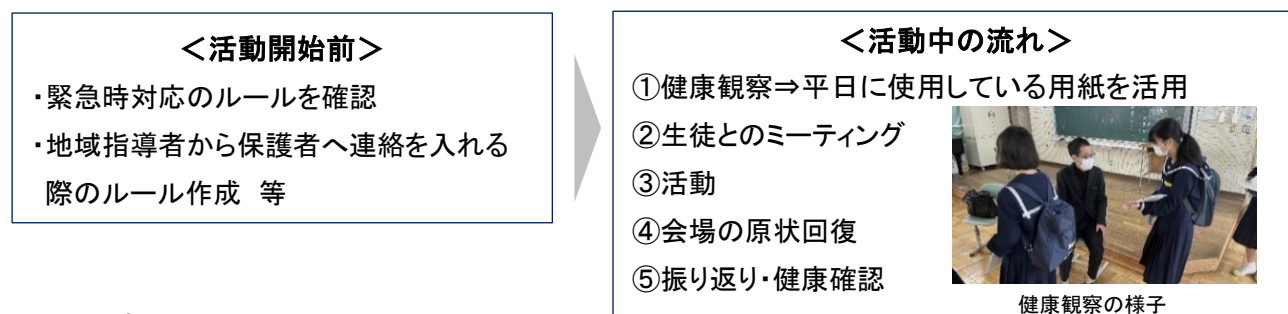 ＜活動開始前＞
・緊急時対応のルールを確認
・地域指導者から保護者へ連絡を入れる
際のルール作成　等
＜活動中の流れ＞
①健康観察⇒平日に使用している用紙を活用
②生徒とのミーティング
③活動
④会場の原状回復
⑤振り返り・健康確認
健康観察の様子